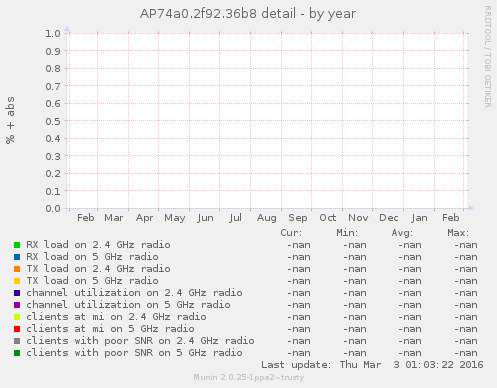 AP74a0.2f92.36b8 detail - by year
RRDTOOL / TOBI OETIKER
% + abs
1.0
0.9
0.8
0.7
0.6
0.5
0.4
0.3
0.2
0.1
0.0
Feb Mar Apr May Jun Jul Aug Sep Oct Nov Dec Jan Feb
Cur: Min: Avg: Max:
RX load on 2.4 GHz radio -nan -nan -nan -nan
RX load on 5 GHz radio -nan -nan -nan -nan
TX load on 2.4 GHz radio -nan -nan -nan -nan
TX load on 5 GHz radio -nan -nan -nan -nan
channel utilization on 2.4 GHz radio -nan -nan -nan -nan
channel utilization on 5 GHz radio -nan -nan -nan -nan
clients at mi on 2.4 GHz radio -nan -nan -nan -nan
clients at mi on 5 GHz radio -nan -nan -nan -nan
clients with poor SNR on 2.4 GHz radio -nan -nan -nan -nan
clients with poor SNR on 5 GHz radio -nan -nan -nan -nan
Last update: Thu Mar 3 01:03:22 2016
Munin 2.0.25-1ppa2~trusty